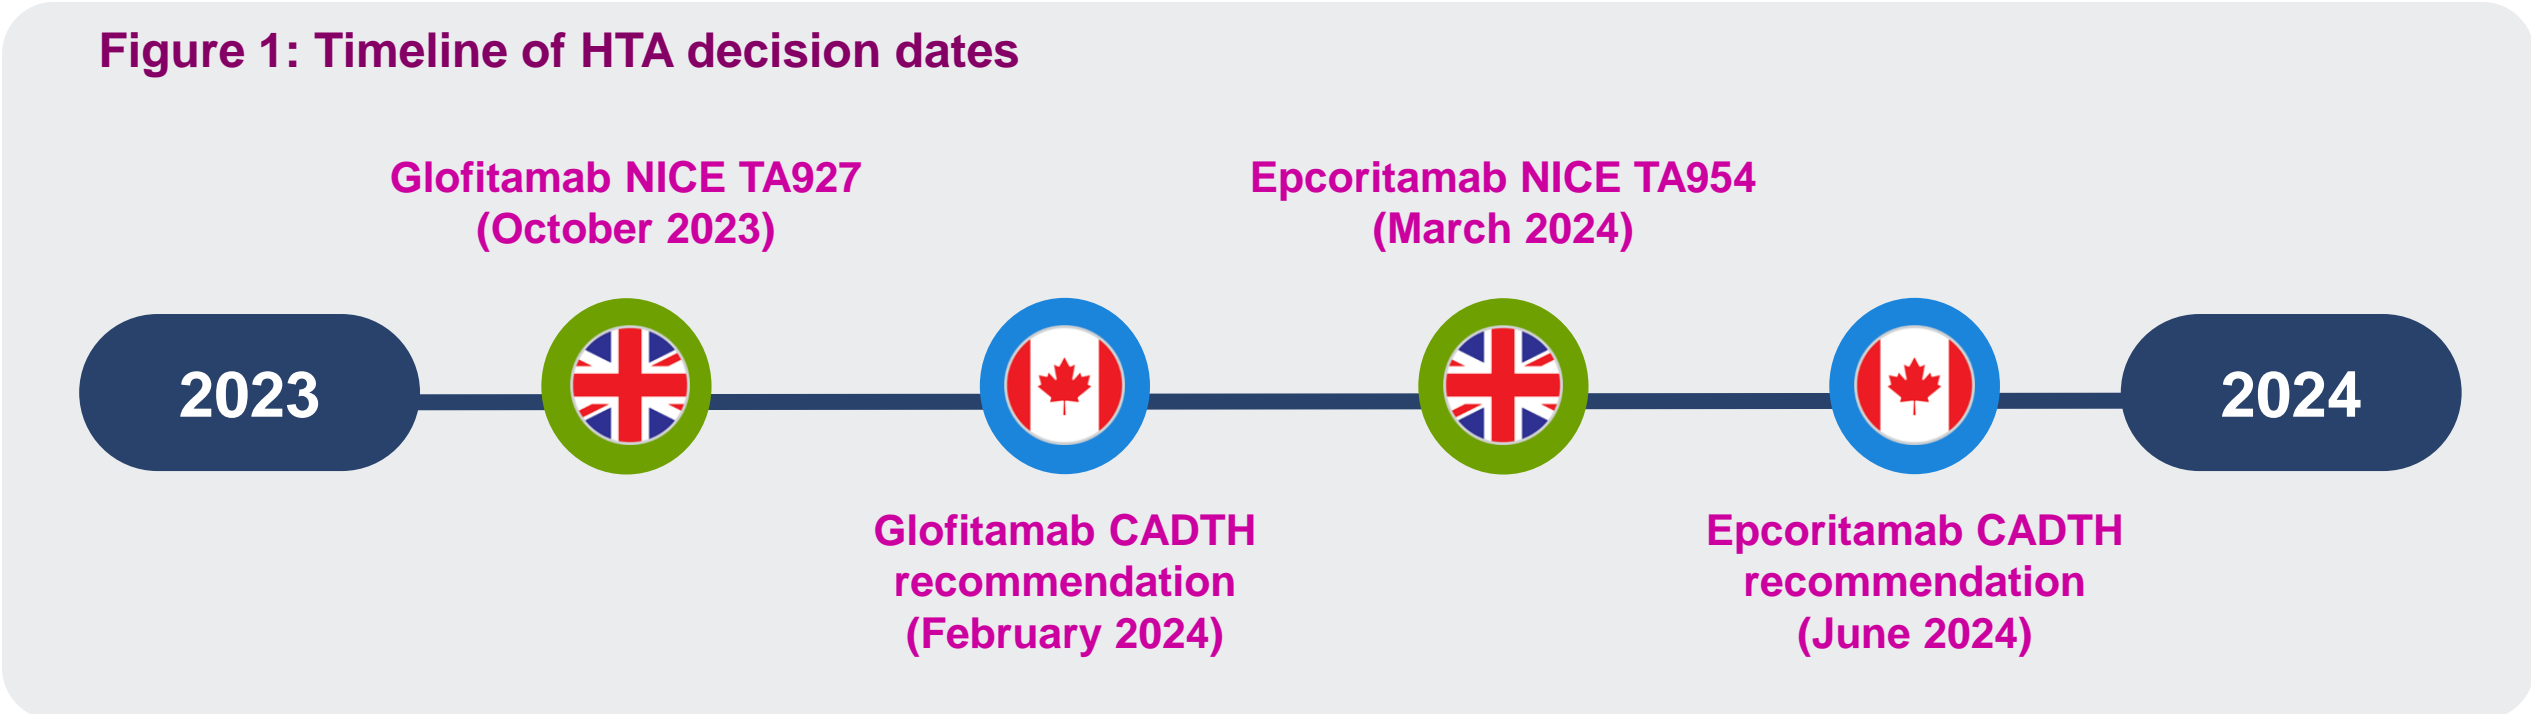 Figure 1: Timeline of HTA decision dates
Glofitamab NICE TA927
(October 2023)
Epcoritamab NICE TA954
(March 2024)
2023
2024
Glofitamab CADTH
recommendation
(February 2024)
Epcoritamab CADTH
recommendation
(June 2024)